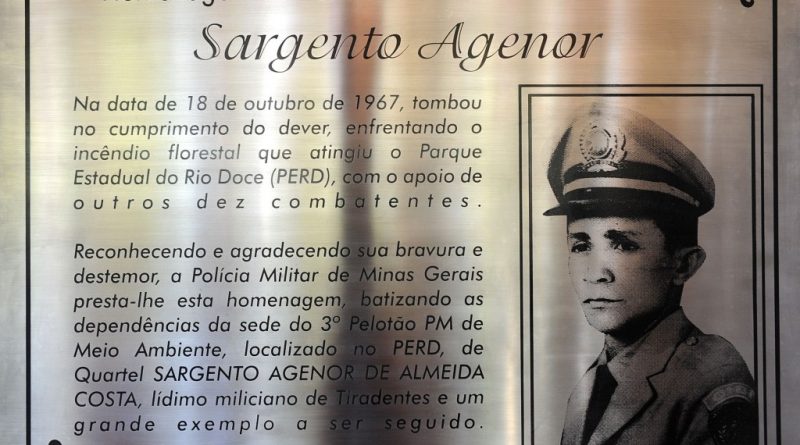 Sargento Agenor
Na data de 18 de outubro de 1967, tombou
no cumprimento do dever, enfrentando o
incêndio florestal que atingiu o Parque
Estadual do Rio Doce (PERD), com o apoio de
outros dez combatentes.
Reconhecendo e agradecendo sua bravura e
destemor, a Polícia Militar de Minas Gerais
presta-lhe esta homenagem, batizando as
dependências da sede do 3º Pelotão PM de
Meio Ambiente, localizado no PERD, de
Quartel SARGENTO AGENOR DE ALMEIDA
COSTA, lídimo miliciano de Tiradentes e um
grande exemplo a ser seguido.